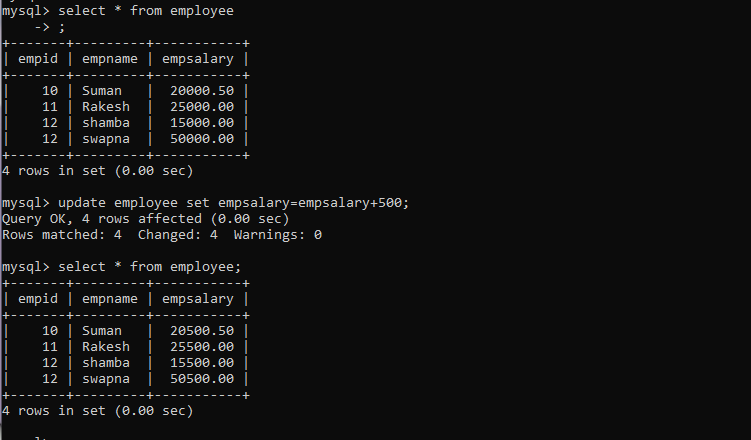 mysql> select * from employee
    -> ;
+-------+---------+-----------+
| empid | empname | empsalary |
+-------+---------+-----------+
|    10 | Suman   |  20000.50 |
|    11 | Rakesh  |  25000.00 |
|    12 | shamba  |  15000.00 |
|    12 | swapna  |  50000.00 |
+-------+---------+-----------+
4 rows in set (0.00 sec)
mysql> update employee set empsalary=empsalary+500;
Query OK, 4 rows affected (0.00 sec)
Rows matched: 4  Changed: 4  Warnings: 0
mysql> select * from employee;
+-------+---------+-----------+
| empid | empname | empsalary |
+-------+---------+-----------+
|    10 | Suman   |  20500.50 |
|    11 | Rakesh  |  25500.00 |
|    12 | shamba  |  15500.00 |
|    12 | swapna  |  50500.00 |
+-------+---------+-----------+
4 rows in set (0.00 sec)